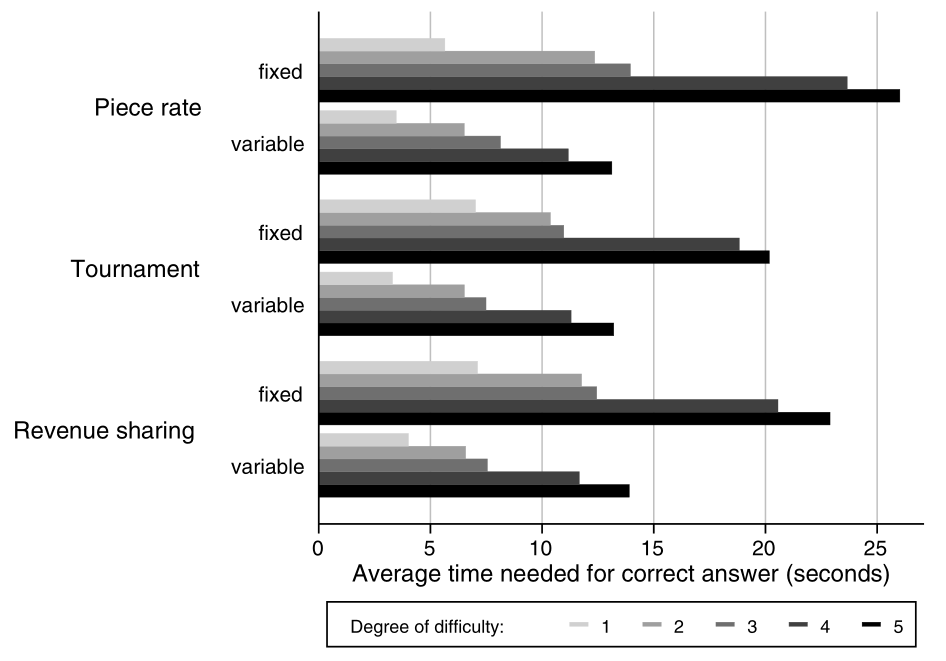 fixed
Piece rate
variable
fixed
Tournament
variable
fixed
Revenue sharing
variable
0 5 10 15 20 25
Average time needed for correct answer (seconds)
Degree of difficulty: 1 2 3 4 5